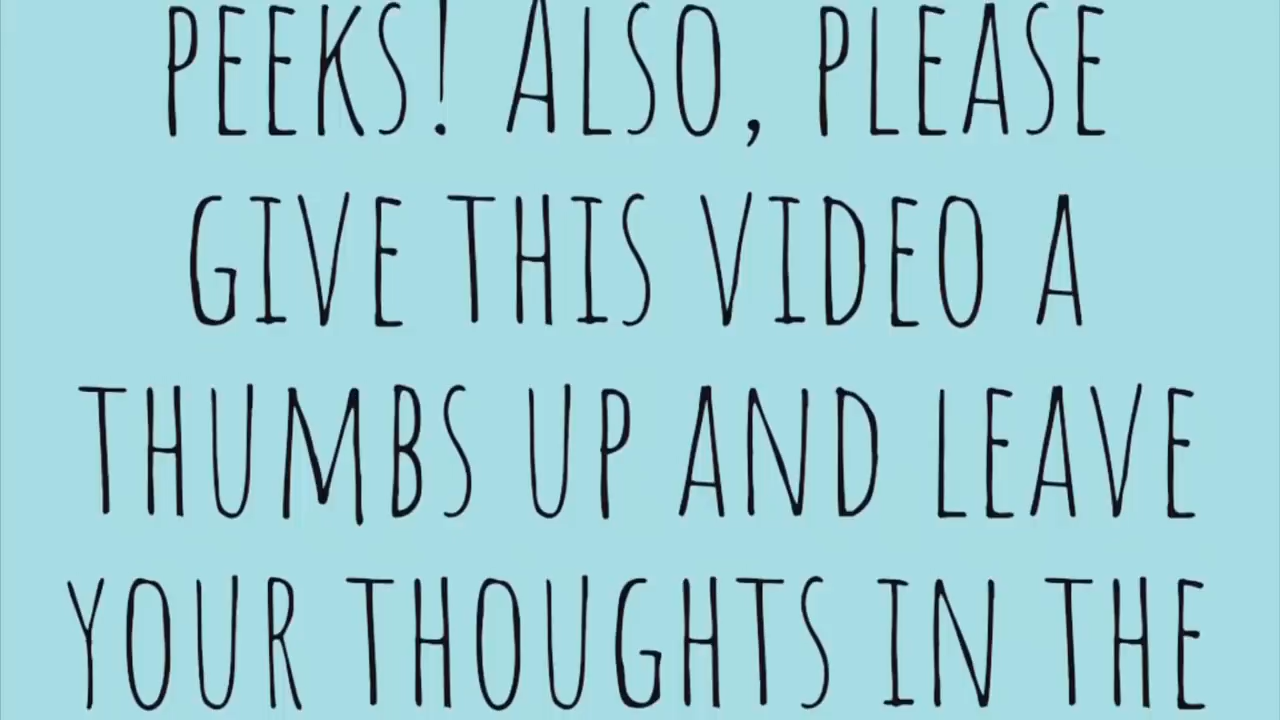 PEEKS! ALSO, PLEASE
GIVE THIS VIDEO A
THUMBS UP AND LEAVE
YOUR THOUGHTS IN THE